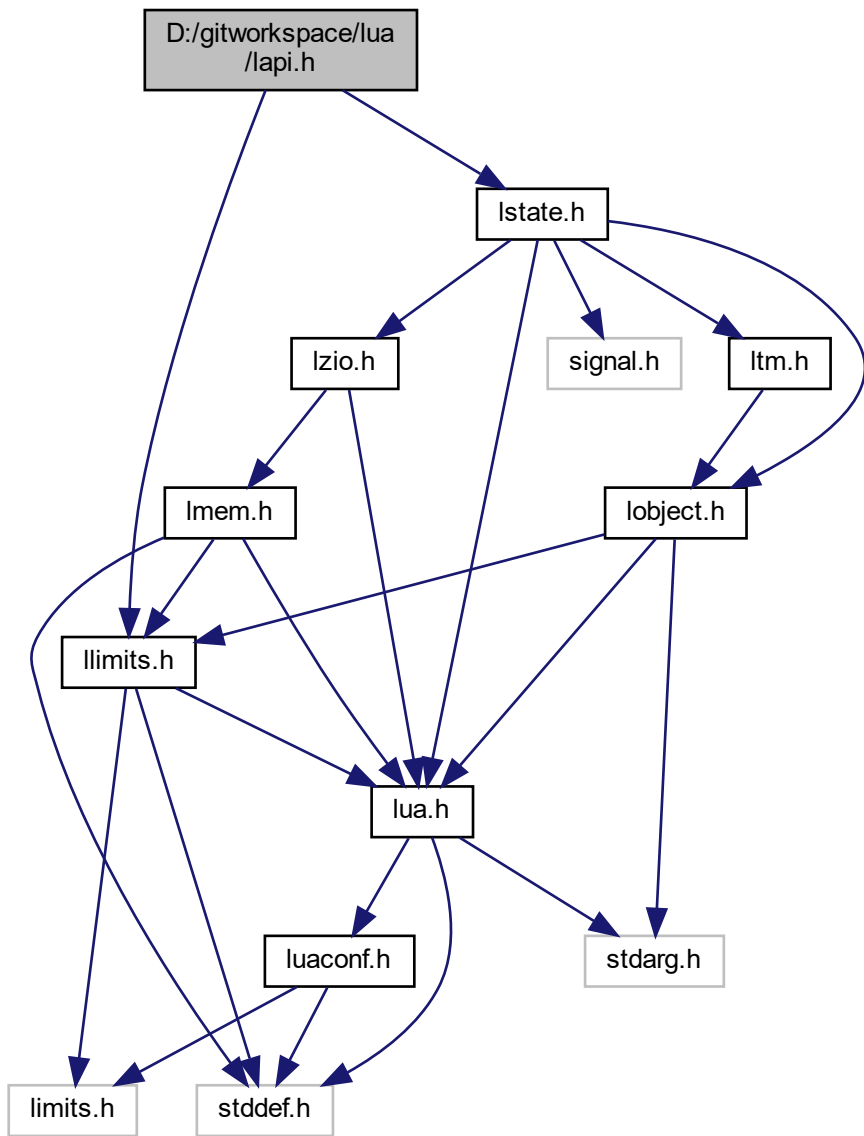 D:/gitworkspace/lua
/lapi.h
lstate.h
lzio.h
signal.h
ltm.h
lmem.h
lobject.h
llimits.h
lua.h
luaconf.h
stdarg.h
limits.h
stddef.h